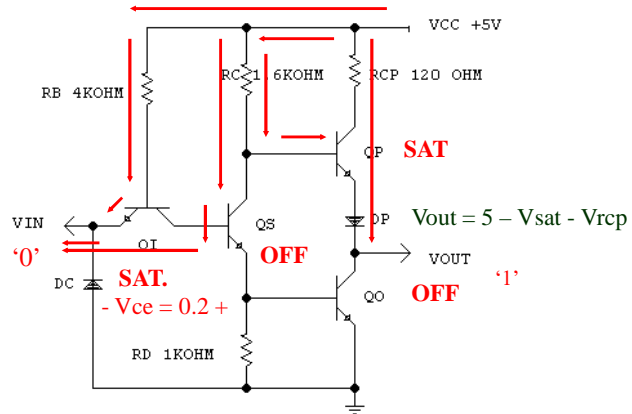 VCC +5V
RB 4KOHM
RC 1.6KOHM
RCP 120 OHM
QP
SAT
VIN
'0'
QI
QS
OFF
DP
Vout = 5 – Vsat - Vrcp
VOUT
'1'
DC
SAT.
- Vce = 0.2 +
QO
OFF
RD 1KOHM